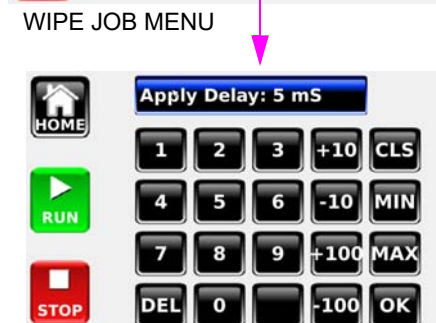 WIPE JOB MENU
Apply Delay: 5 mS
HOME
1 2 3 +10 CLS
4 5 6 -10 MIN
RUN
7 8 9 +100 MAX
STOP
DEL 0 -100 OK